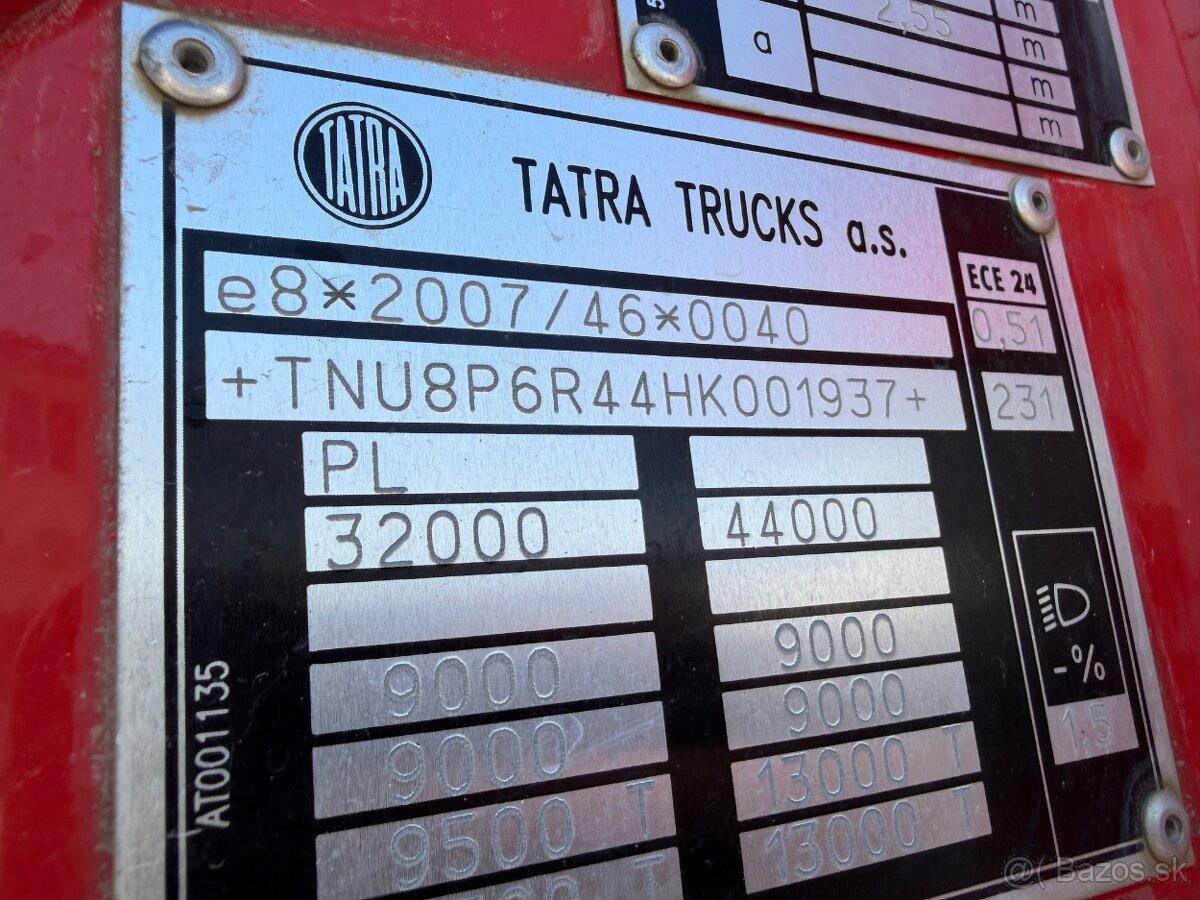 2,55
m
a
m
m
m
TATRA
TATRA TRUCKS a.s.
e8*2007/46*0040
ECE 24
0,51
+TNU8P6R44HK001937+
231
PL
32000
44000
9000
9000
9000
9000
9500 T
13000 T
13000 T
T
-%
1,5
AT001135
@( Bazos.sk